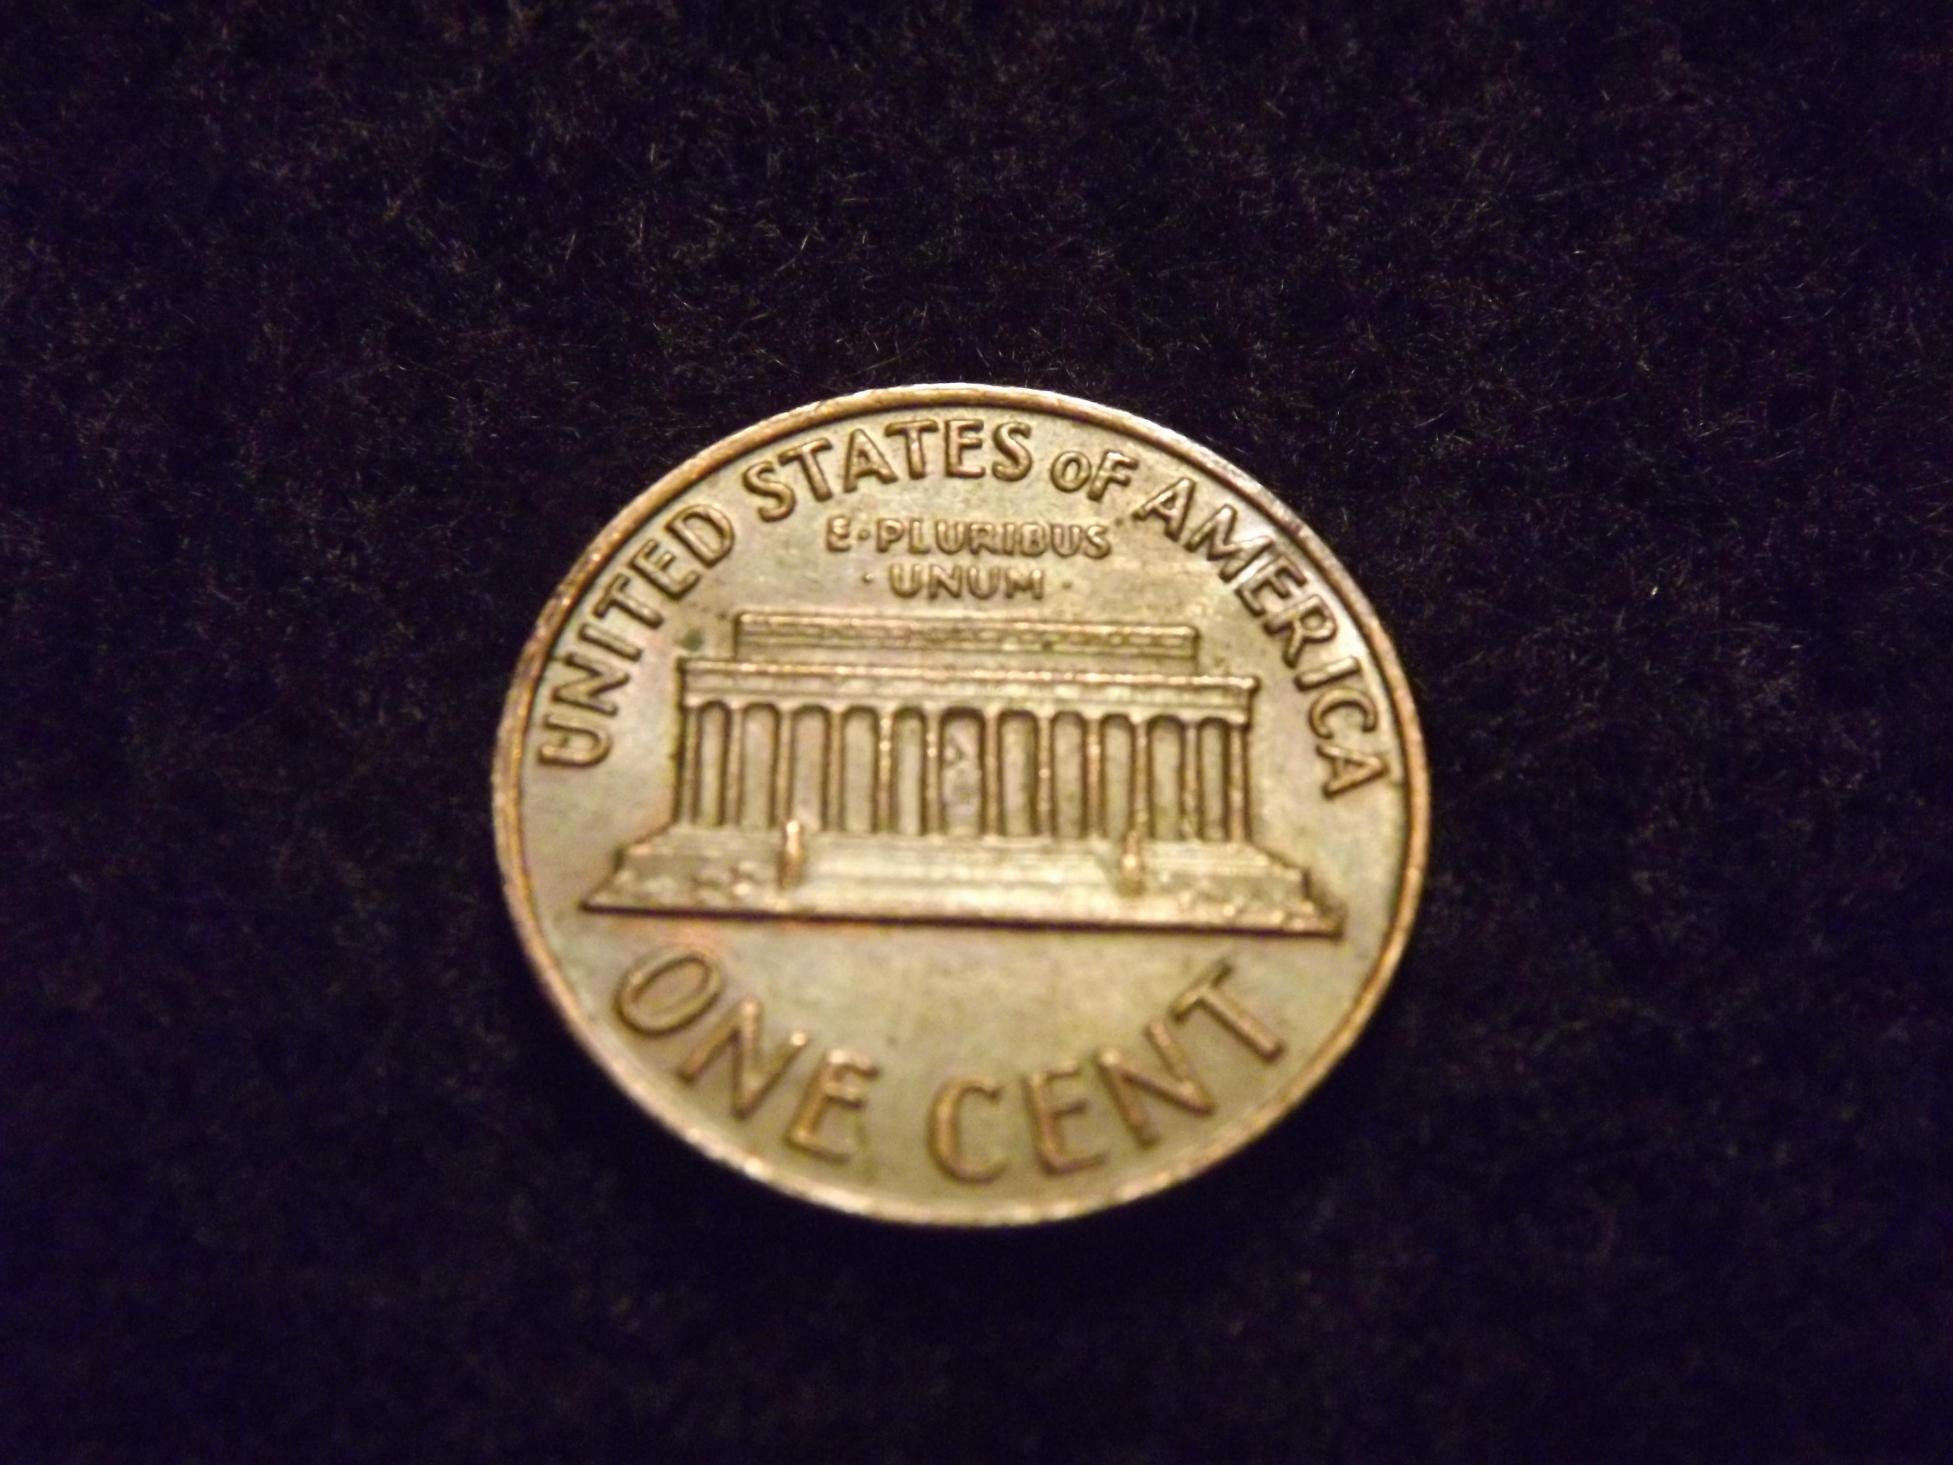 UNITED STATES OF AMERICA
E·PLURIBUS
·UNUM·
ONE CENT